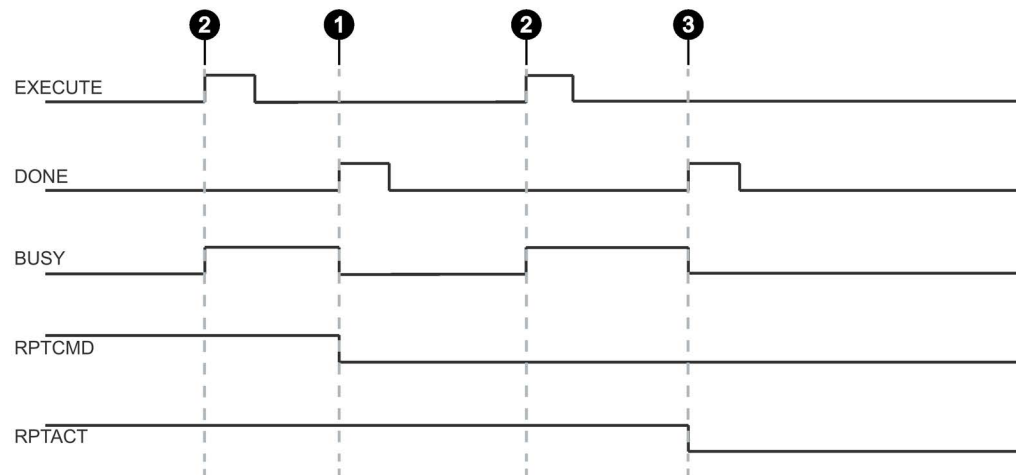 2 1 2 3
EXECUTE
DONE
BUSY
RPTCMD
RPTACT